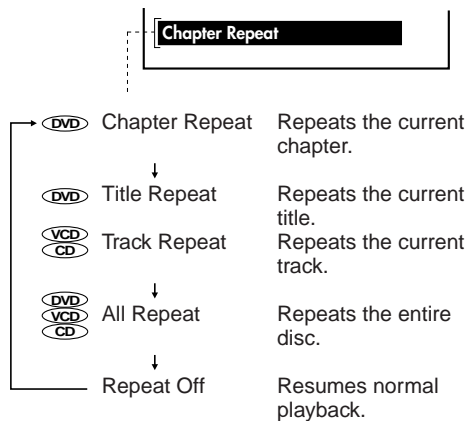 Chapter Repeat
DVD Chapter Repeat Repeats the current
chapter.
DVD Title Repeat Repeats the current
title.
VCD
CD Track Repeat Repeats the current
track.
DVD
VCD
CD All Repeat Repeats the entire
disc.
Repeat Off Resumes normal
playback.